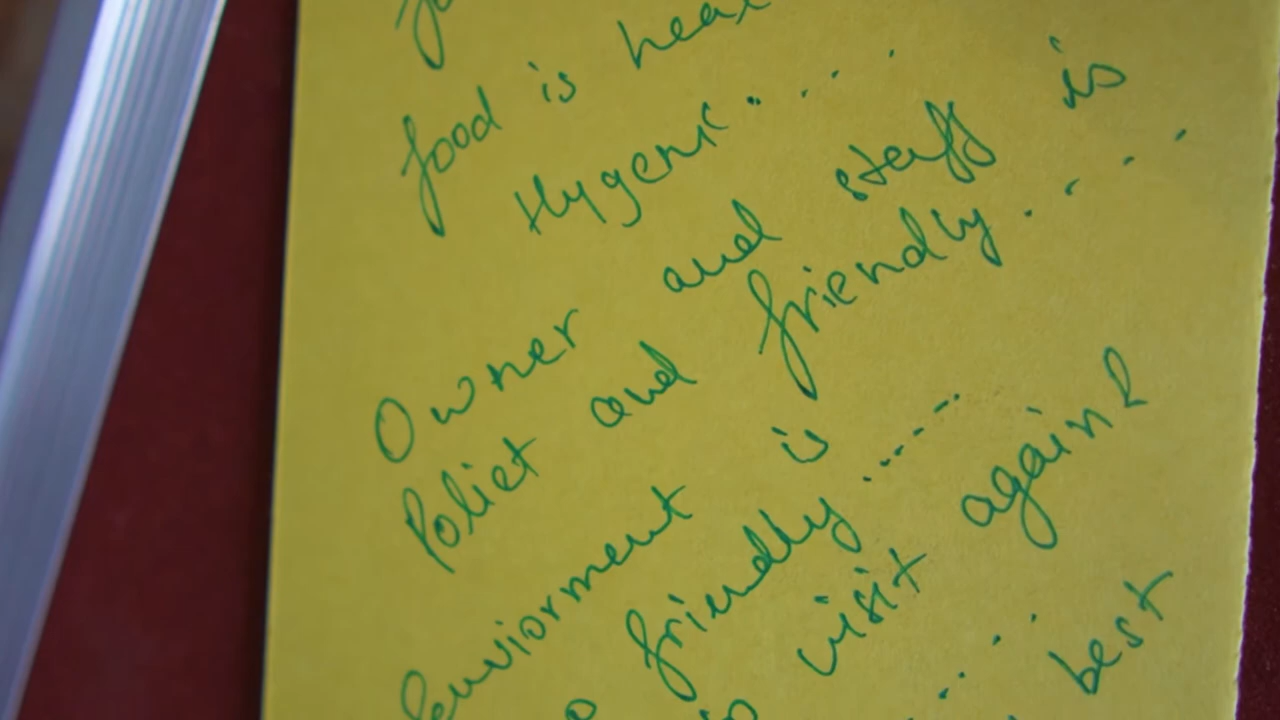 food is
Hygenic.....
Owner and staff is
Poliet and friendly.....
Enviorment is
friendly.......
visit again &
best